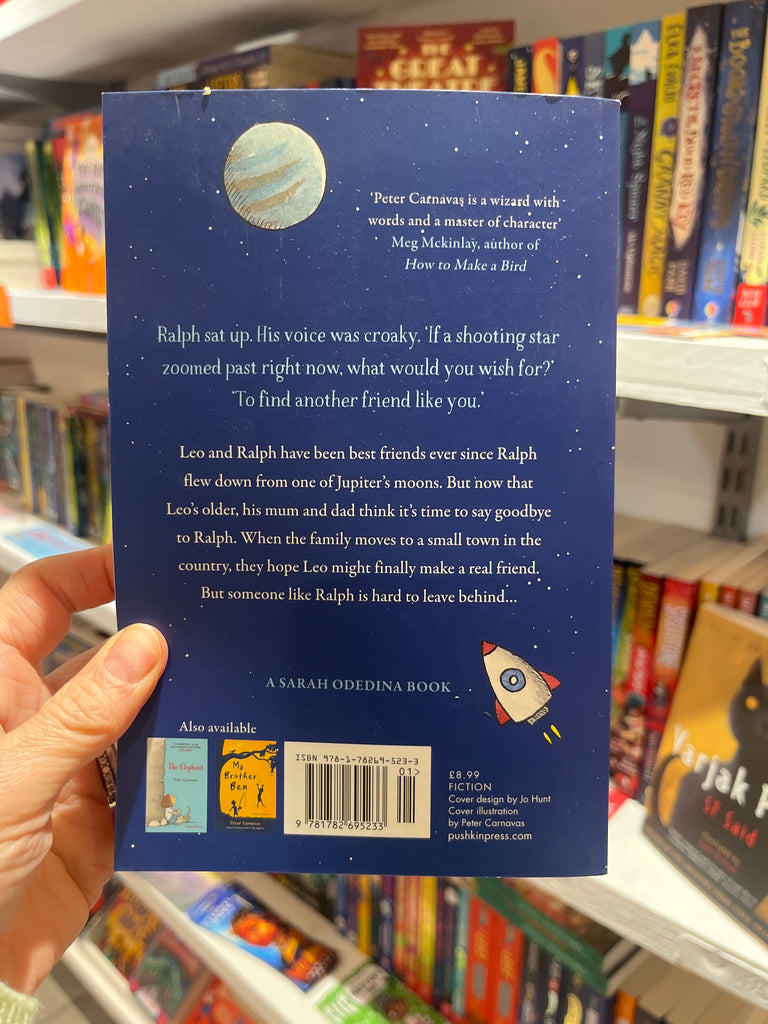 THE
GREAT
'Peter Carnavas is a wizard with
words and a master of character'
Meg Mckinlay, author of
How to Make a Bird
Ralph sat up. His voice was croaky. 'If a shooting star
zoomed past right now, what would you wish for?'
'To find another friend like you.'
Leo and Ralph have been best friends ever since Ralph
flew down from one of Jupiter's moons. But now that
Leo's older, his mum and dad think it's time to say goodbye
to Ralph. When the family moves to a small town in the
country, they hope Leo might finally make a real friend.
But someone like Ralph is hard to leave behind...
A SARAH ODEDINA BOOK
Also available
The Elephant
Peter Carnavas
My
Brother
Ben
Peter Carnavas
ISBN 978-1-78269-523-3
01>
9 781782 695233
£8.99
FICTION
Cover design by Jo Hunt
Cover illustration
by Peter Carnavas
pushkinpress.com
Varjak P
SF Said